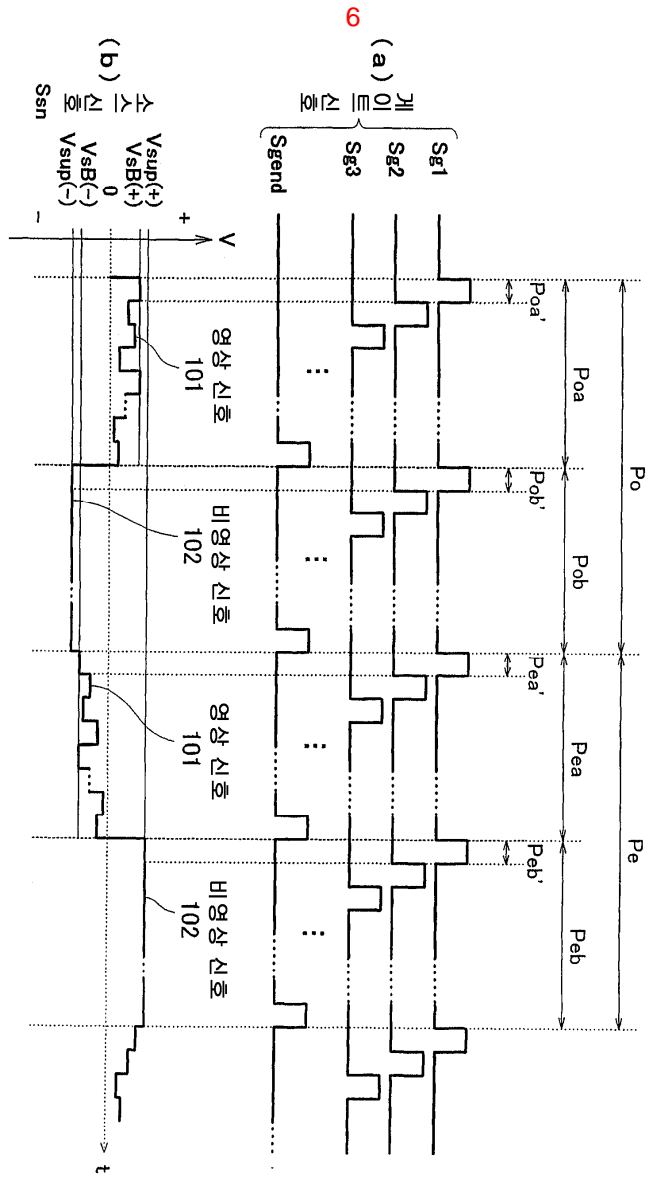 6
Po
Pe
Poa
Pob
Pea
Peb
Poa'
Pob'
Pea'
Peb'
(a)
게이트
신호
Sg1
Sg2
Sg3
Sgend
...
...
...
...
(b)
소스
신호
Ssn
V
+
Vsup(+)
VsB(+)
0
VsB(-)
Vsup(-)
-
영상 신호
101
비영상 신호
102
영상 신호
101
비영상 신호
102
t